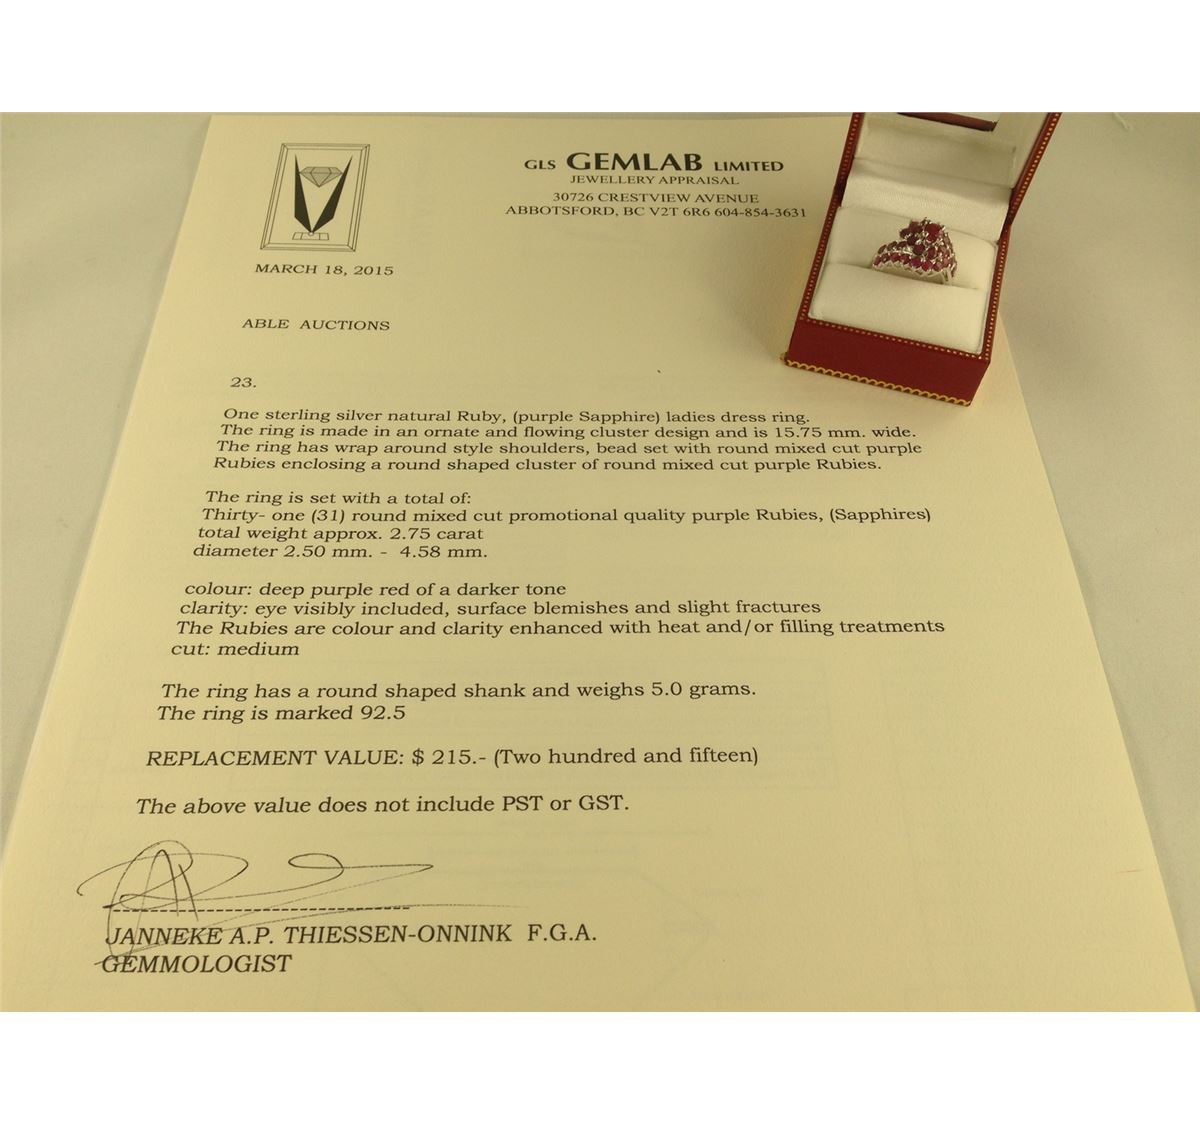 GLS GEMLAB LIMITED
JEWELLERY APPRAISAL
30726 CRESTVIEW AVENUE
ABBOTSFORD, BC V2T 6R6 604-854-3631
MARCH 18, 2015
ABLE AUCTIONS
23.
One sterling silver natural Ruby, (purple Sapphire) ladies dress ring.
The ring is made in an ornate and flowing cluster design and is 15.75 mm. wide.
The ring has wrap around style shoulders, bead set with round mixed cut purple
Rubies enclosing a round shaped cluster of round mixed cut purple Rubies.
The ring is set with a total of:
Thirty- one (31) round mixed cut promotional quality purple Rubies, (Sapphires)
total weight approx. 2.75 carat
diameter 2.50 mm. - 4.58 mm.
colour: deep purple red of a darker tone
clarity: eye visibly included, surface blemishes and slight fractures
The Rubies are colour and clarity enhanced with heat and/or filling treatments
cut: medium
The ring has a round shaped shank and weighs 5.0 grams.
The ring is marked 92.5
REPLACEMENT VALUE: $ 215.- (Two hundred and fifteen)
The above value does not include PST or GST.
JANNEKE A.P. THIESSEN-ONNINK F.G.A.
GEMMOLOGIST